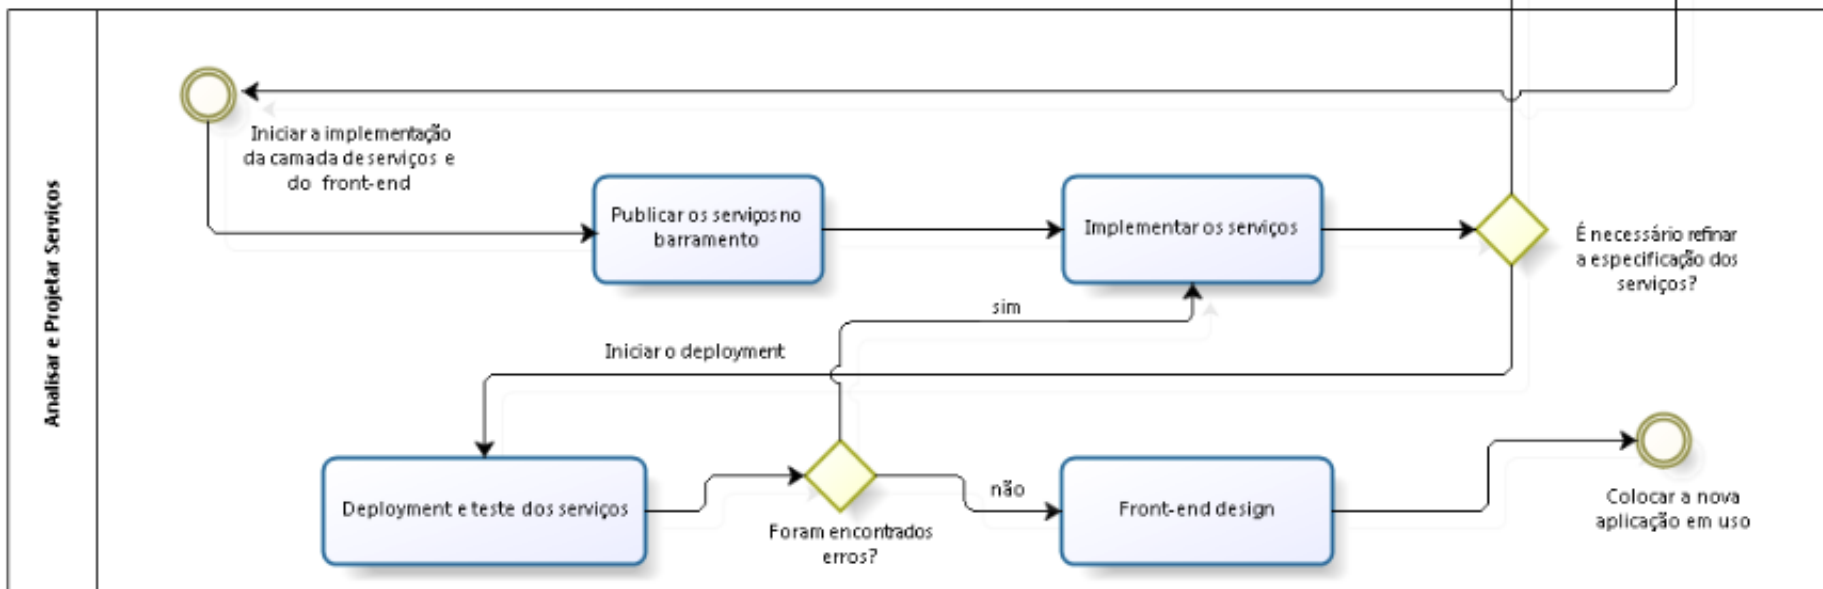 Analisar e Projetar Serviços
Iniciar a implementação
da camada de serviços e
do front-end
Publicar os serviços no
barramento
Implementar os serviços
É necessário refinar
a especificação dos
serviços?
sim
Iniciar o deployment
Deployment e teste dos serviços
Foram encontrados
erros?
não
Front-end design
Colocar a nova
aplicação em uso